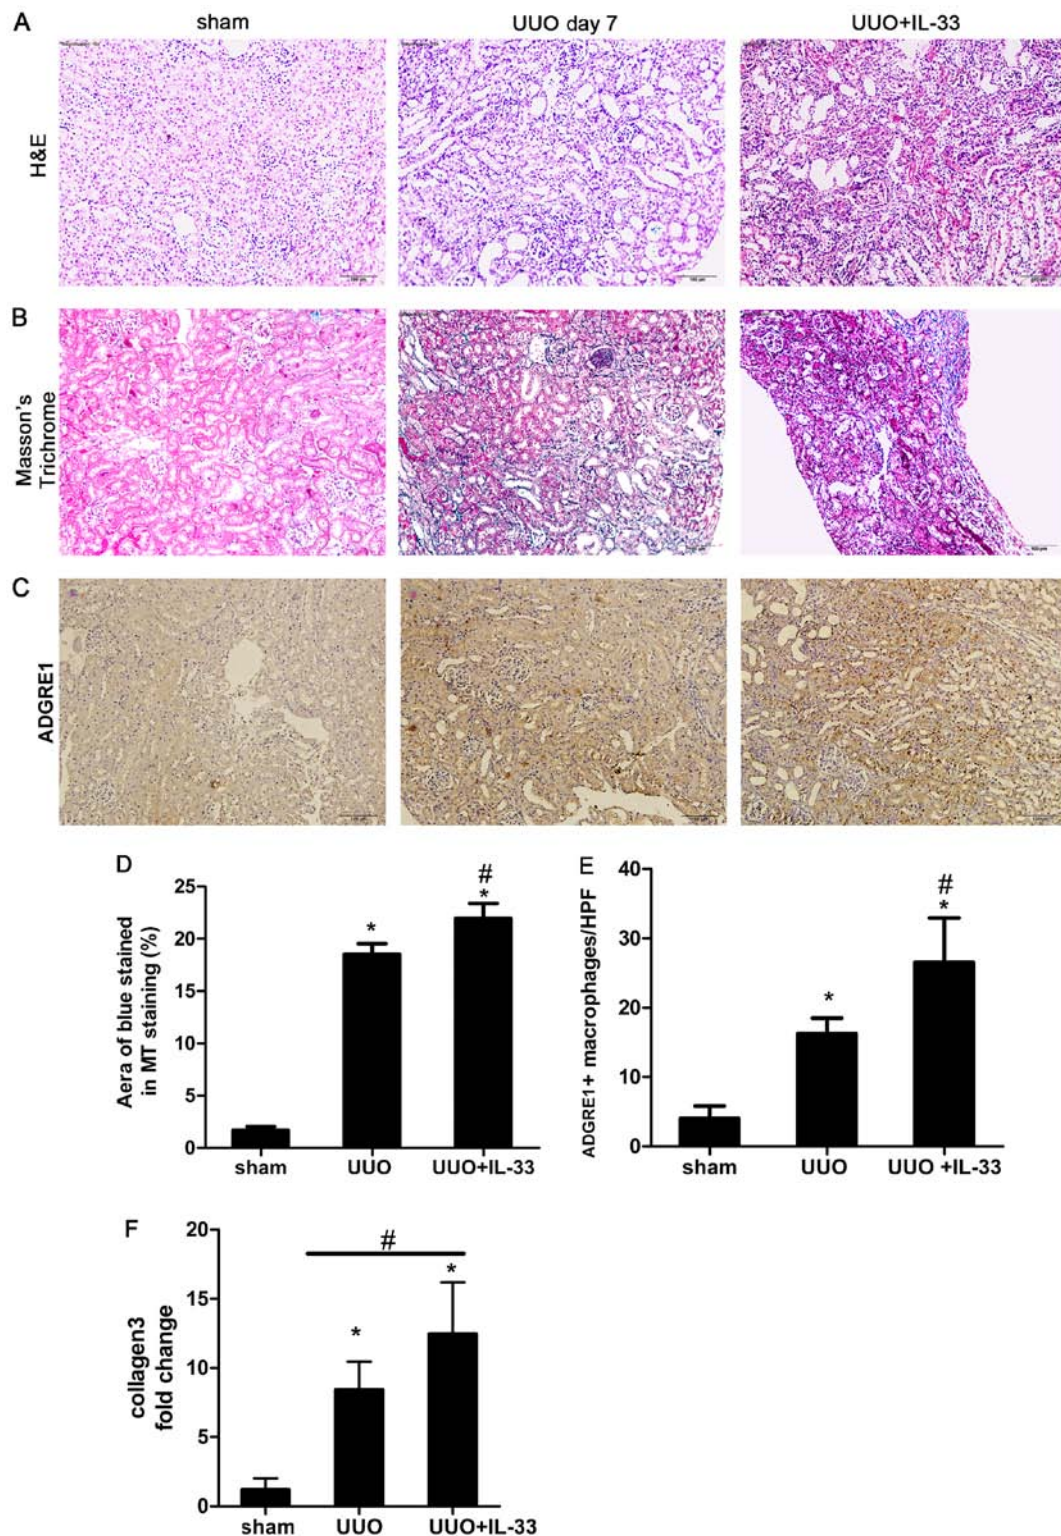 A
sham
UUO day 7
UUO+IL-33
H&E
B
Masson's
Trichrome
C
ADGRE1
D
Aera of blue stained
in MT staining (%)
25
20
15
10
5
0
*
#
*
sham
UUO
UUO+IL-33
E
ADGRE1+ macrophages/HPF
40
30
20
10
0
*
#
*
sham
UUO
UUO +IL-33
F
collagen3
fold change
20
15
10
5
0
#
*
*
sham
UUO
UUO+IL-33